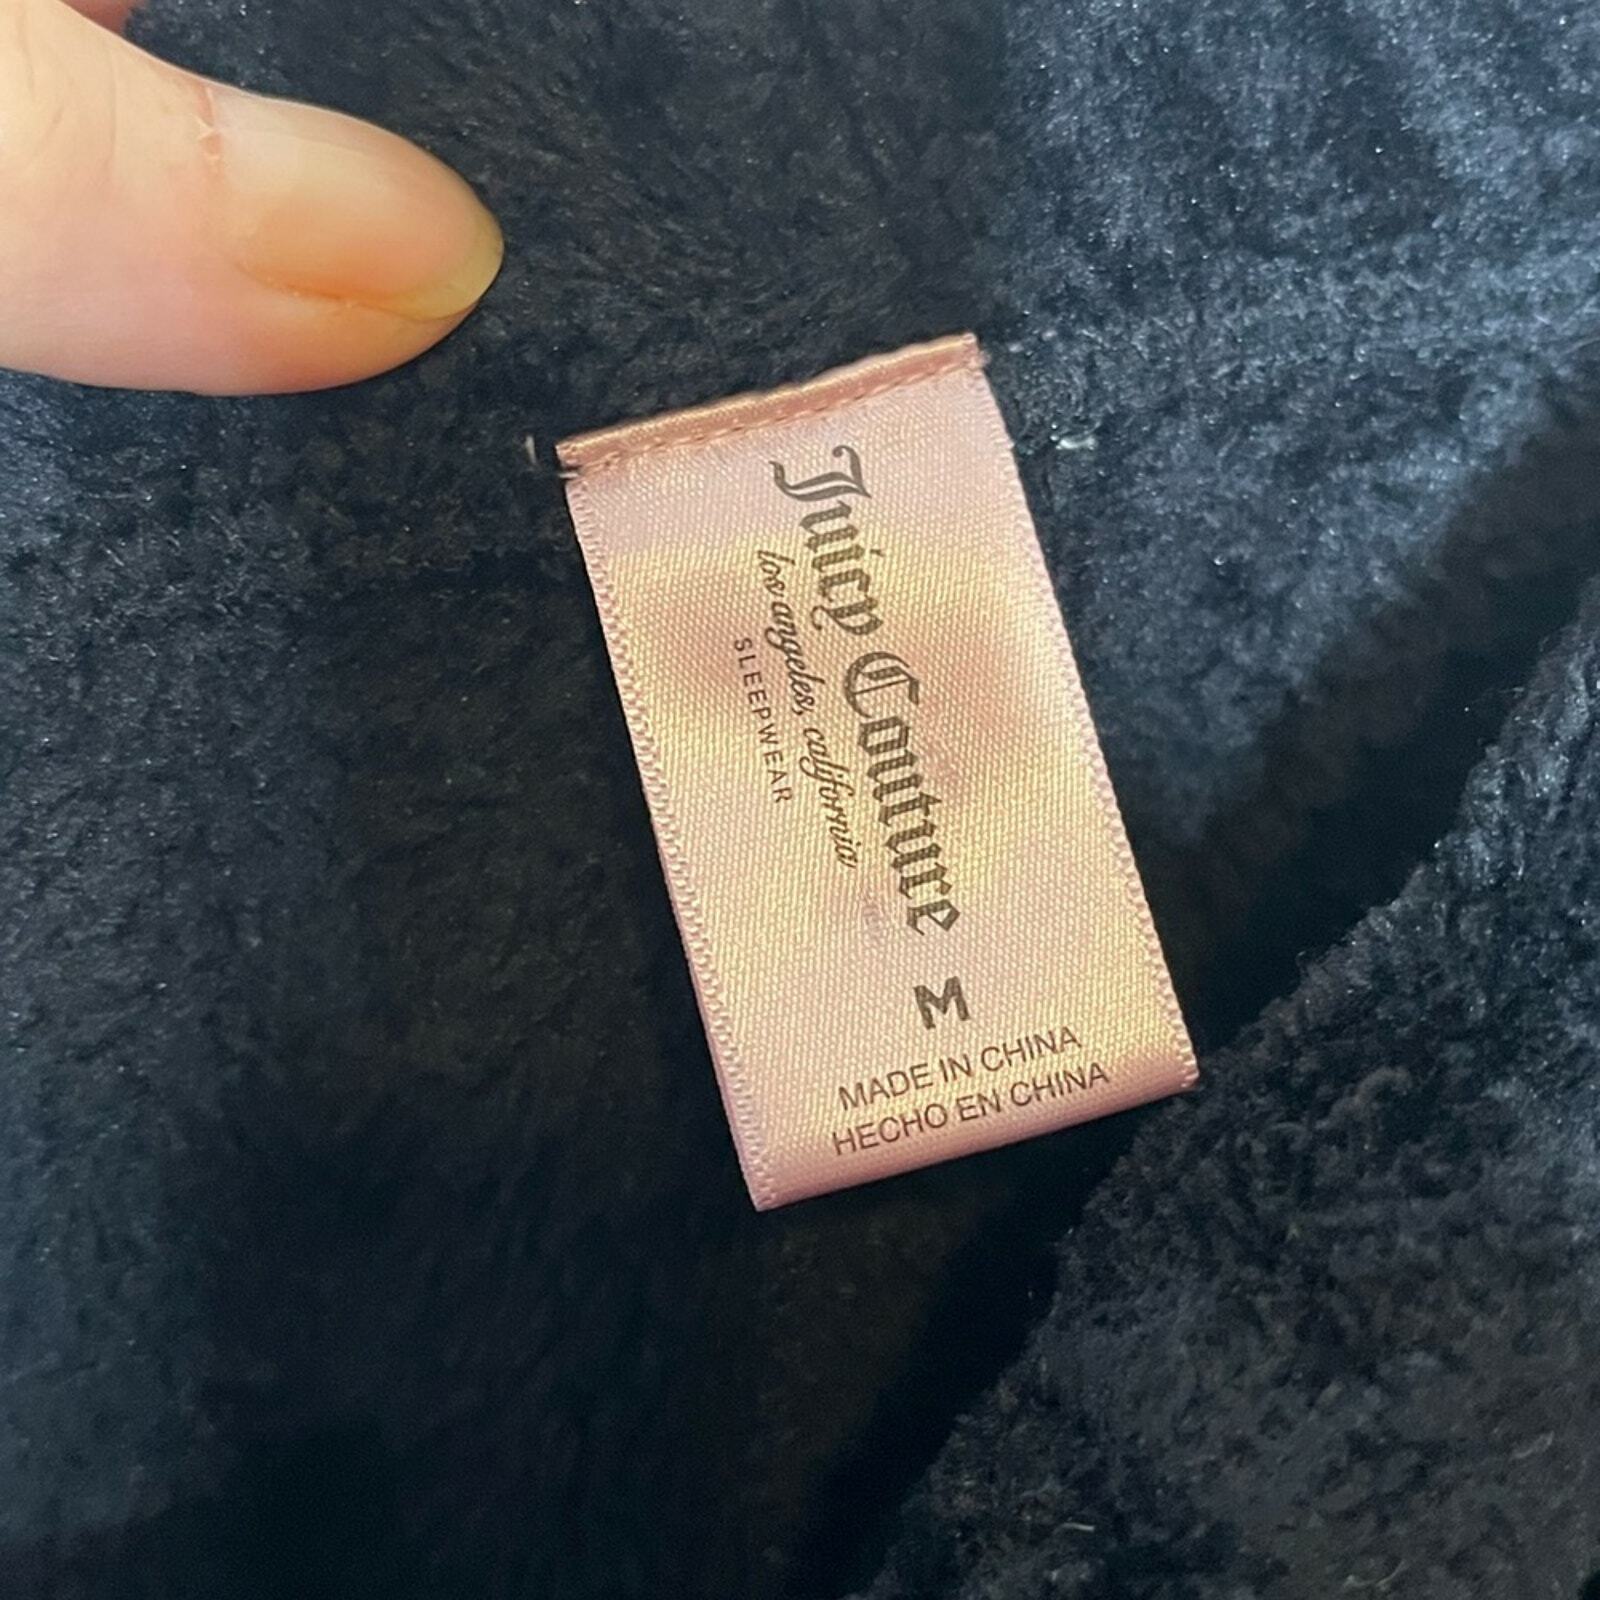 Juicy Couture
los angeles, california
SLEEPWEAR
M
MADE IN CHINA
HECHO EN CHINA